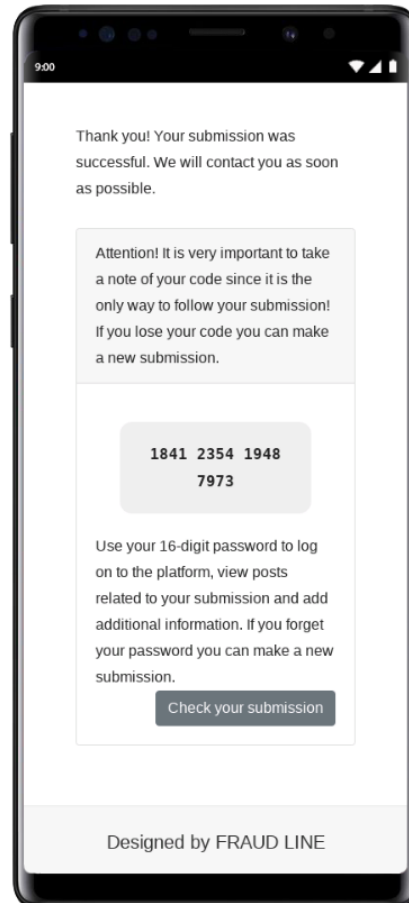 9:00
Thank you! Your submission was
successful. We will contact you as soon
as possible.
Attention! It is very important to take
a note of your code since it is the
only way to follow your submission!
If you lose your code you can make
a new submission.
1841 2354 1948
7973
Use your 16-digit password to log
on to the platform, view posts
related to your submission and add
additional information. If you forget
your password you can make a new
submission.
Check your submission
Designed by FRAUD LINE